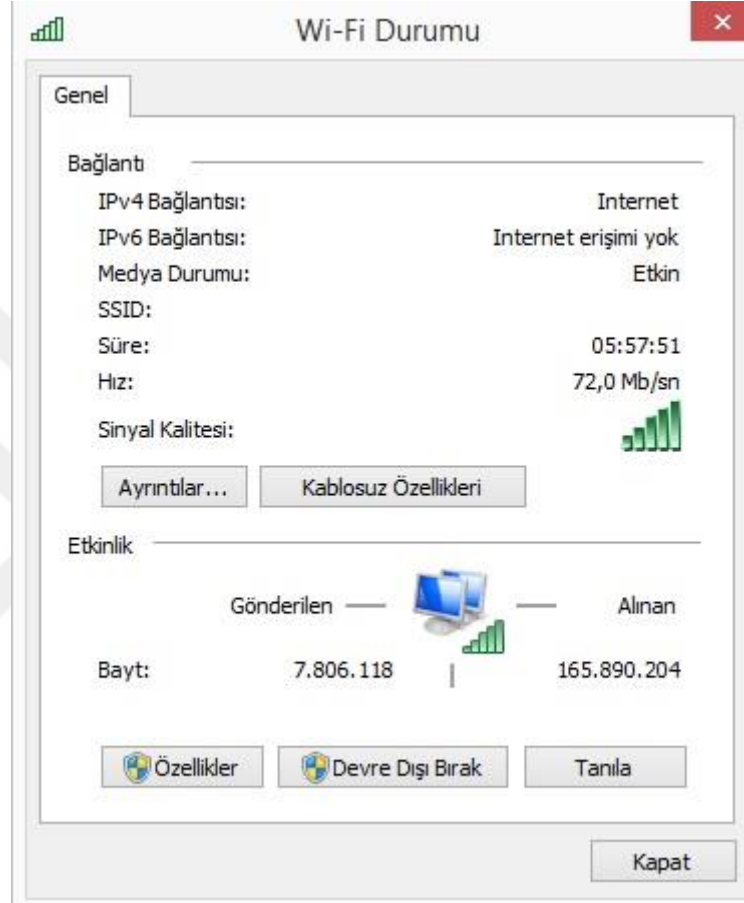 Wi-Fi Durumu
Genel
Bağlantı
IPv4 Bağlantısı: Internet
IPv6 Bağlantısı: Internet erişimi yok
Medya Durumu: Etkin
SSID:
Süre: 05:57:51
Hız: 72,0 Mb/sn
Sinyal Kalitesi:
Ayrıntılar... Kablosuz Özellikleri
Etkinlik
Gönderilen Alınan
Bayt: 7.806.118 165.890.204
Özellikler Devre Dışı Bırak Tanıla
Kapat